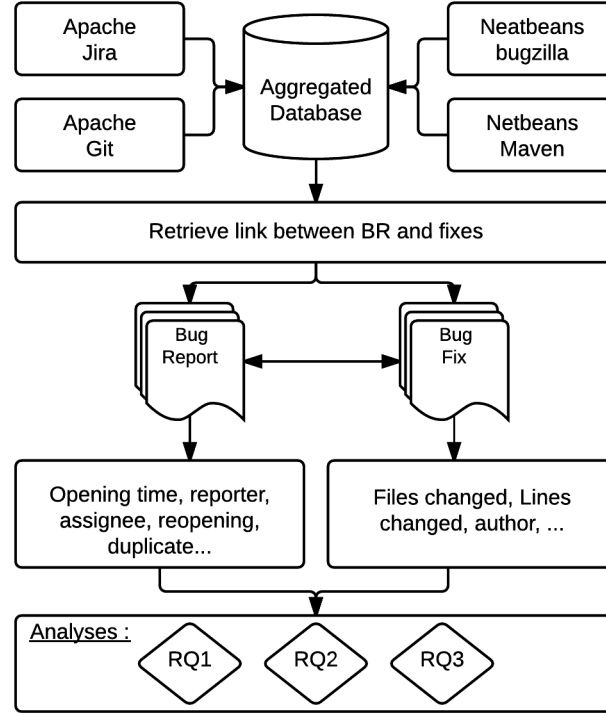 Apache
Jira
Neatbeans
bugzilla
Aggregated
Database
Apache
Git
Netbeans
Maven
Retrieve link between BR and fixes
Bug
Report
Bug
Fix
Opening time, reporter,
assignee, reopening,
duplicate...
Files changed, Lines
changed, author, ...
Analyses :
RQ1
RQ2
RQ3